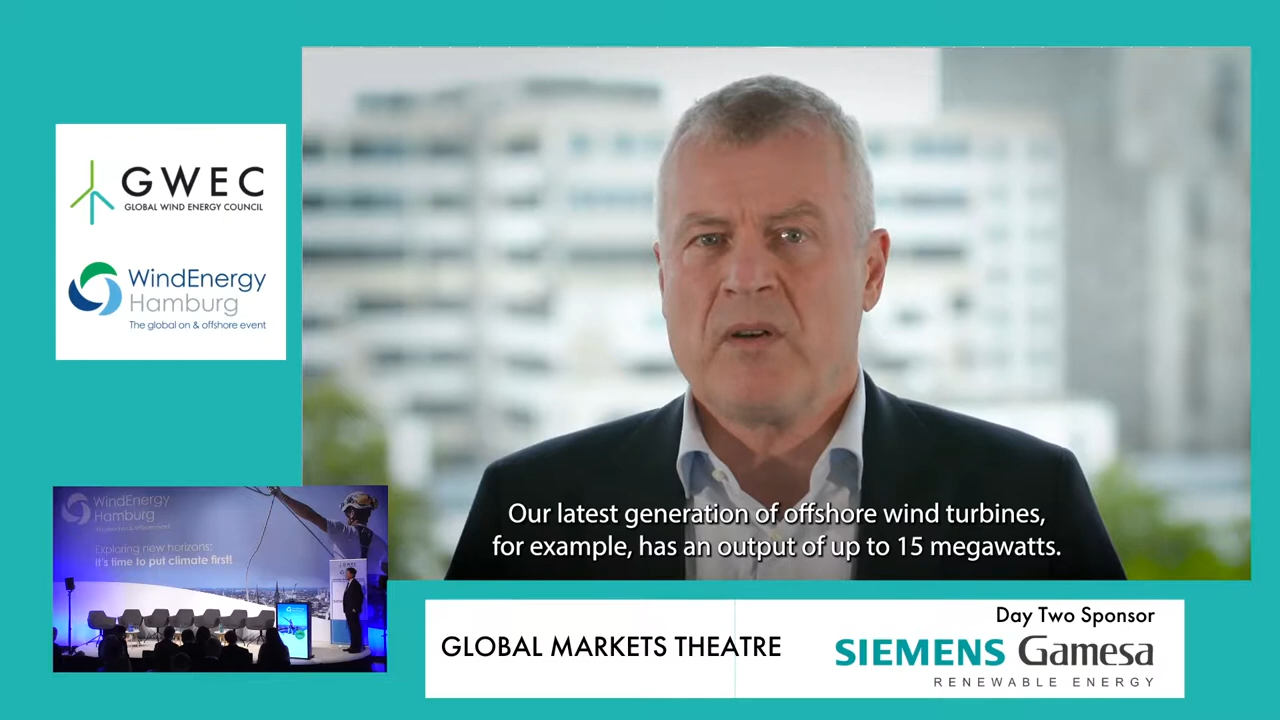 GWEC
GLOBAL WIND ENERGY COUNCIL
WindEnergy
Hamburg
The global on & offshore event
Our latest generation of offshore wind turbines,
for example, has an output of up to 15 megawatts.
WindEnergy
Hamburg
Exploring new horizons:
It's time to put climate first!
GWEC
GLOBAL MARKETS THEATRE
Day Two Sponsor
SIEMENS Gamesa
RENEWABLE ENERGY